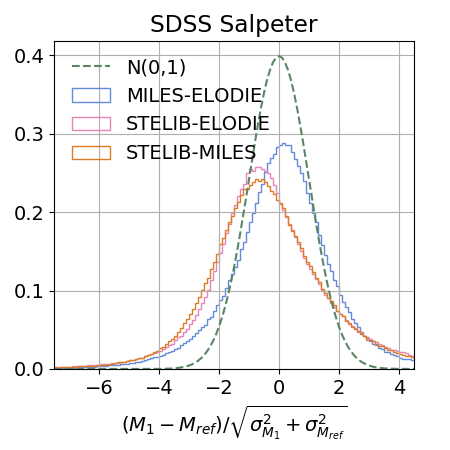 SDSS Salpeter
0.4
0.3
0.2
0.1
0.0
N(0,1)
MILES-ELODIE
STELIB-ELODIE
STELIB-MILES
−6 −4 −2 0 2 4
(M₁ − M_ref)/√(σ²_M₁ + σ²_M_ref)